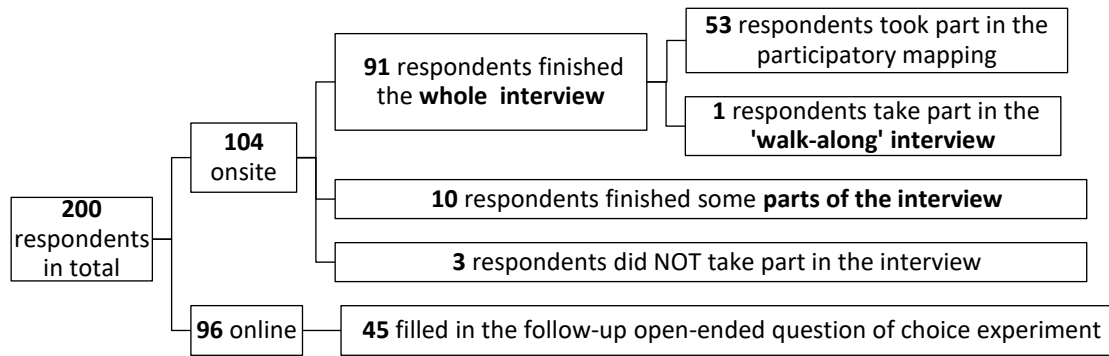 200
respondents
in total
104
onsite
91 respondents finished
the whole interview
53 respondents took part in the
participatory mapping
1 respondents take part in the
'walk-along' interview
10 respondents finished some parts of the interview
3 respondents did NOT take part in the interview
96 online
45 filled in the follow-up open-ended question of choice experiment